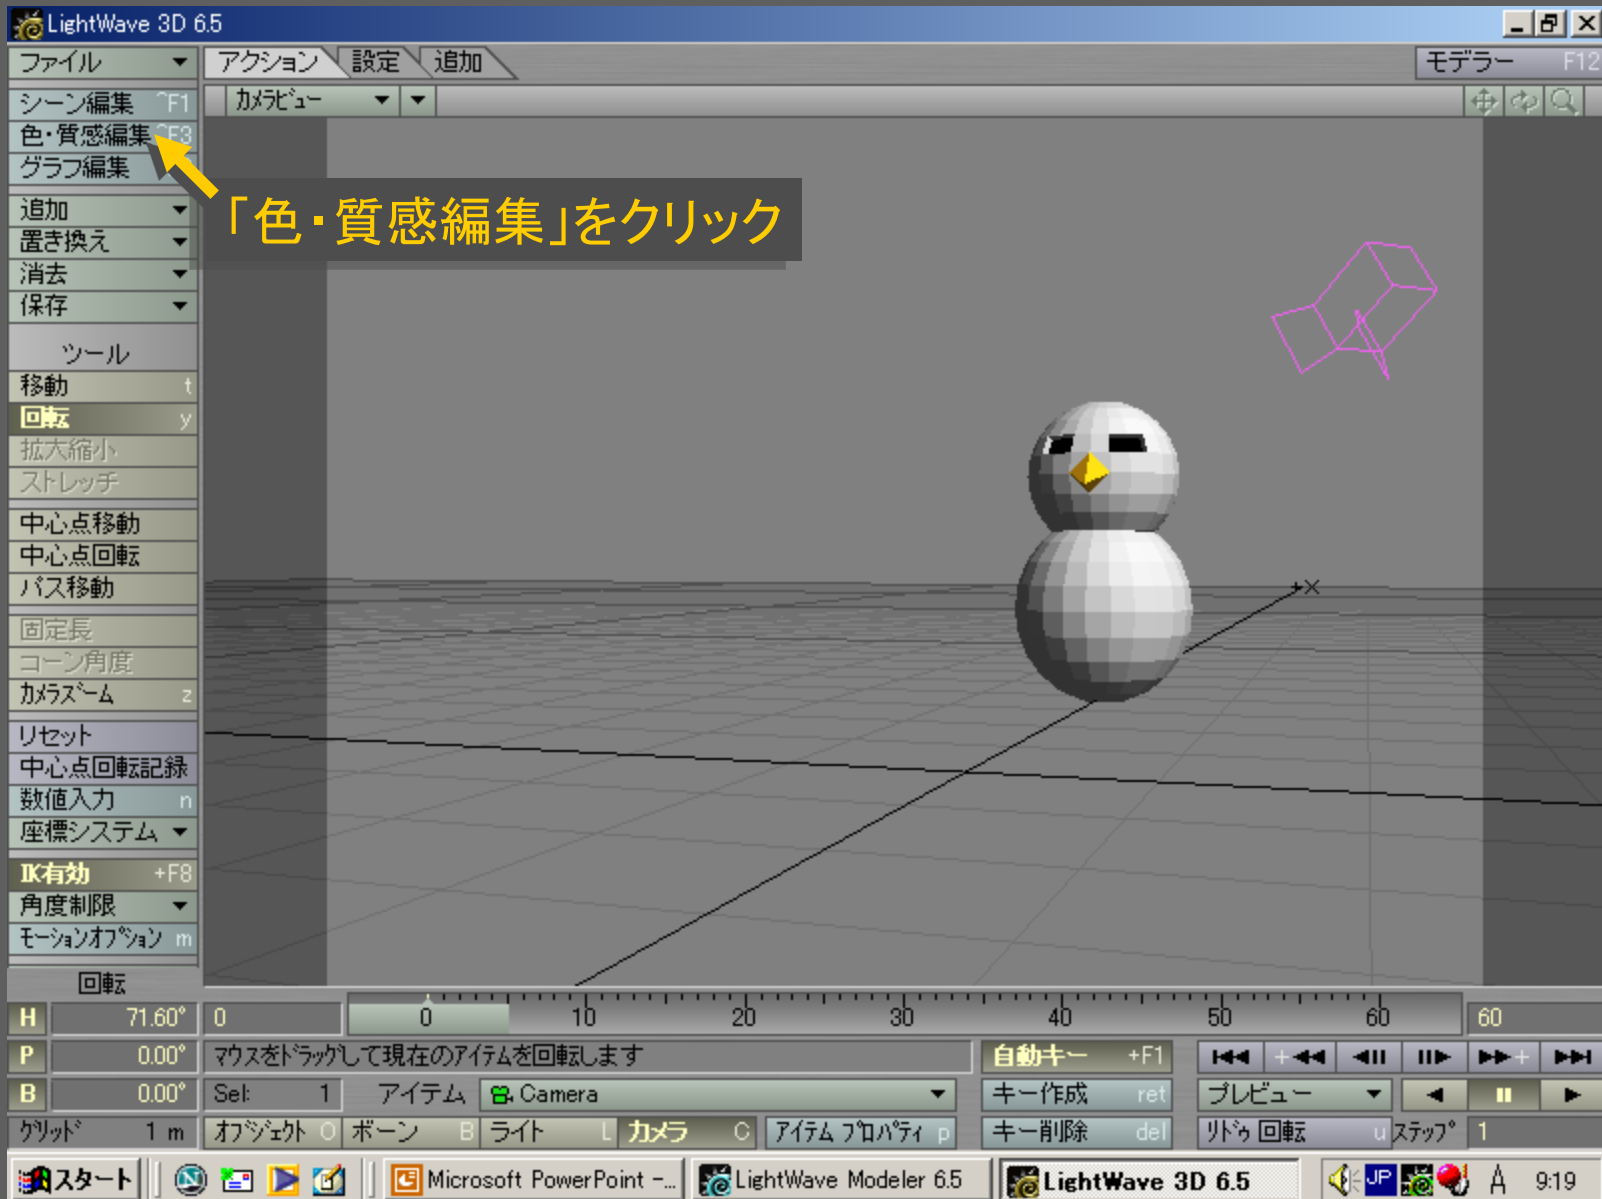 LightWave 3D 6.5
ファイル
アクション 設定 追加
モデラー F12
シーン編集 ^F1
カメラビュー
色・質感編集 ^F3
グラフ編集
「色・質感編集」をクリック
追加
置き換え
消去
保存
ツール
移動 t
回転 y
拡大縮小
ストレッチ
中心点移動
中心点回転
パス移動
固定長
コーン角度
カメラズーム z
リセット
中心点回転記録
数値入力 n
座標システム
IK有効 +F8
角度制限
モーションオプション m
X
回転
H 71.60° 0 0 10 20 30 40 50 60 60
P 0.00° マウスをドラッグして現在のアイテムを回転します 自動キー +F1
B 0.00° Sel: 1 アイテム Camera キー作成 ret プレビュー
グリッド 1 m オブジェクト O ボーン B ライト L カメラ C アイテム プロパティ p キー削除 del リドゥ 回転 u ステップ 1
スタート Microsoft PowerPoint -... LightWave Modeler 6.5 LightWave 3D 6.5 JP A 9:19